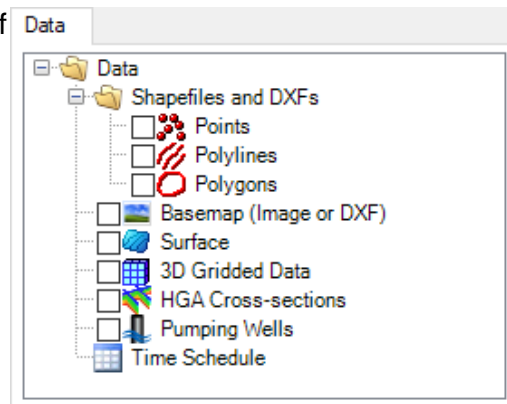 f Data
Data
Shapefiles and DXFs
Points
Polylines
Polygons
Basemap (Image or DXF)
Surface
3D Gridded Data
HGA Cross-sections
Pumping Wells
Time Schedule